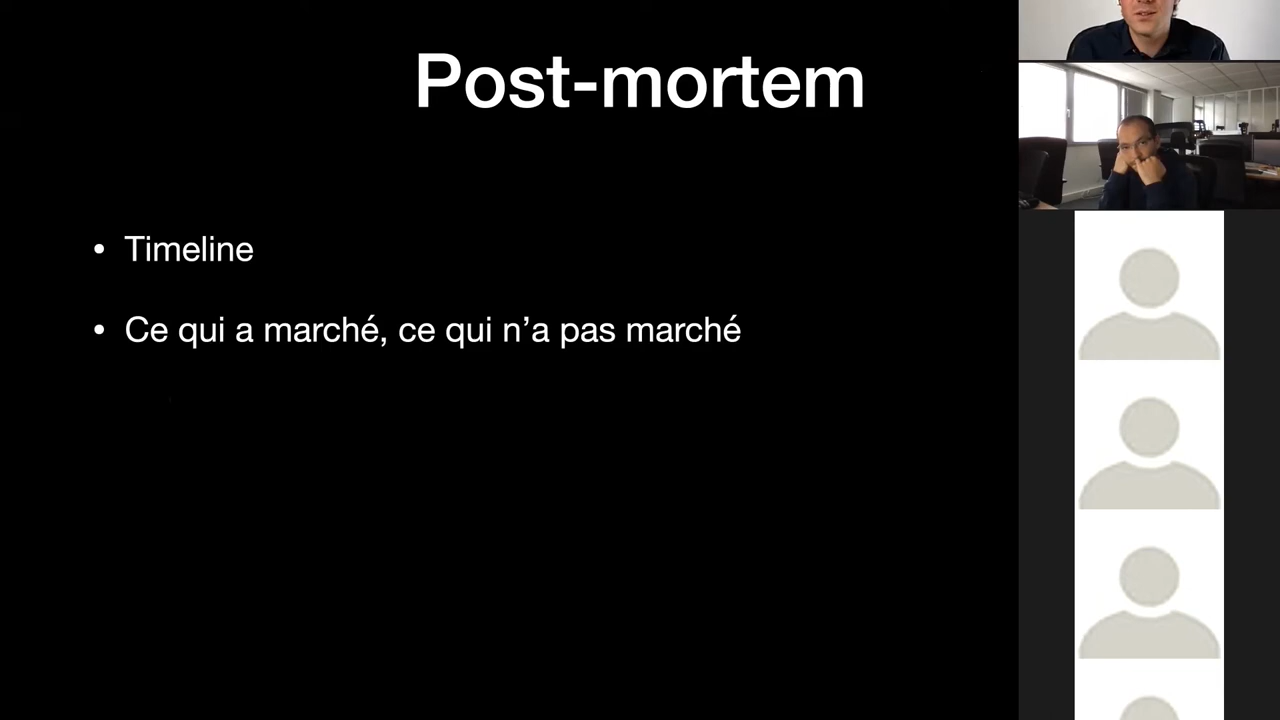 Post-mortem
• Timeline
• Ce qui a marché, ce qui n’a pas marché